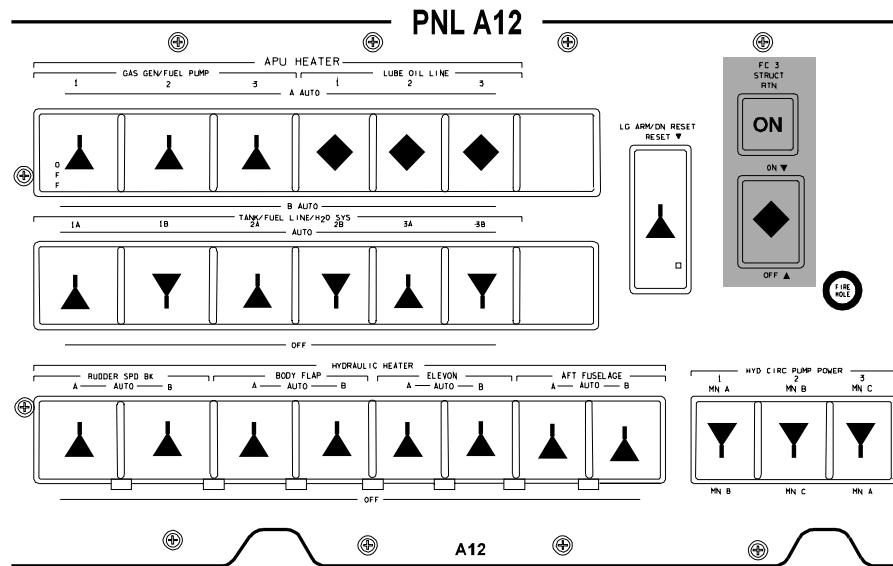 PNL A12
APU HEATER
GAS GEN/FUEL PUMP
LUBE OIL LINE
1 2 3 1 2 3
A AUTO
OFF
B AUTO
TANK/FUEL LINE/H2O SYS
1A 1B 2A 2B 3A 3B
AUTO
OFF
LG ARM/DN RESET
RESET ▼
FC 3
STRUCT
RTN
ON
ON ▼
OFF ▲
FIRE
HOLE
HYDRAULIC HEATER
RUDDER SPD BK BODY FLAP ELEVON AFT FUSELAGE
A AUTO B A AUTO B A AUTO B A AUTO B
OFF
HYD CIRC PUMP POWER
1 2 3
MN A MN B MN C
MN B MN C MN A
A12